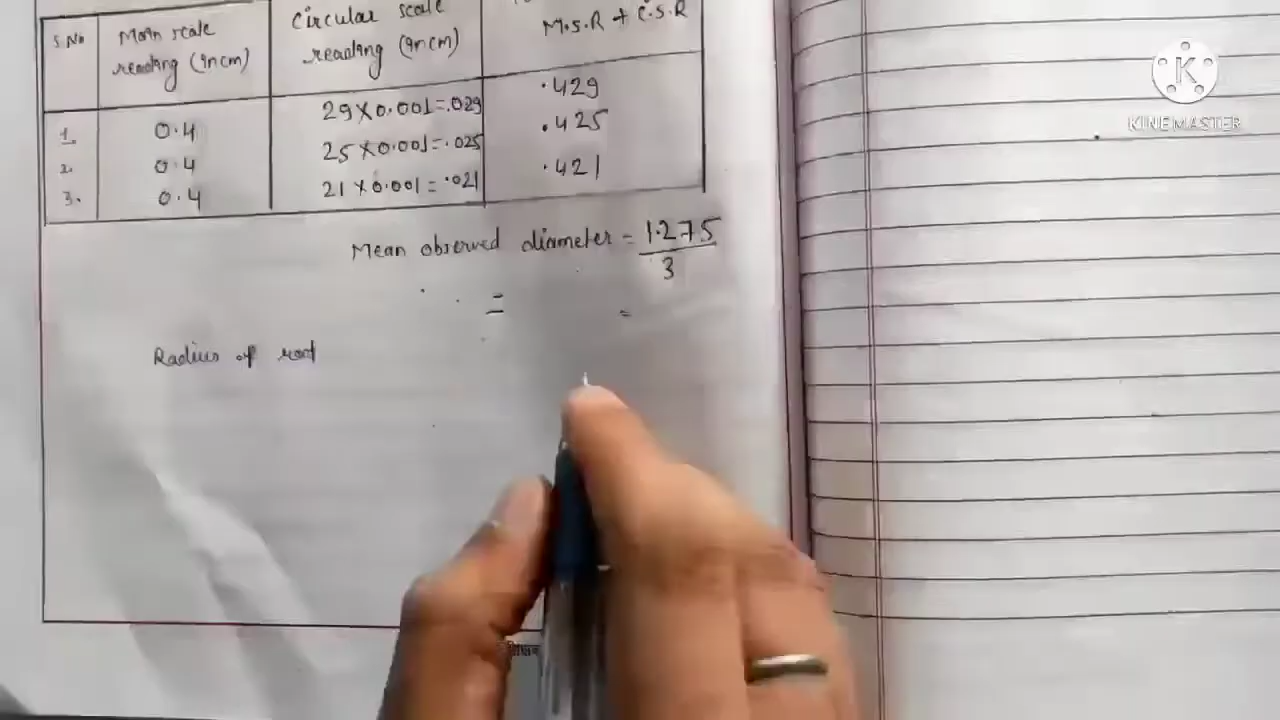 S.No Main scale reading (in cm) Circular scale reading (in cm) M.S.R + C.S.R
1. 0.4 29 X 0.001 = .029 .429
2. 0.4 25 X 0.001 = .025 .425
3. 0.4 21 X 0.001 = .021 .421
Mean observed diameter = 1.275
3
= =
Radius of root
KINEMASTER